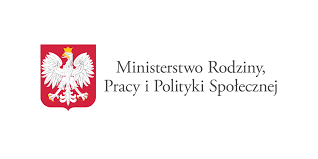 Ministerstwo Rodziny,
Pracy i Polityki Społecznej